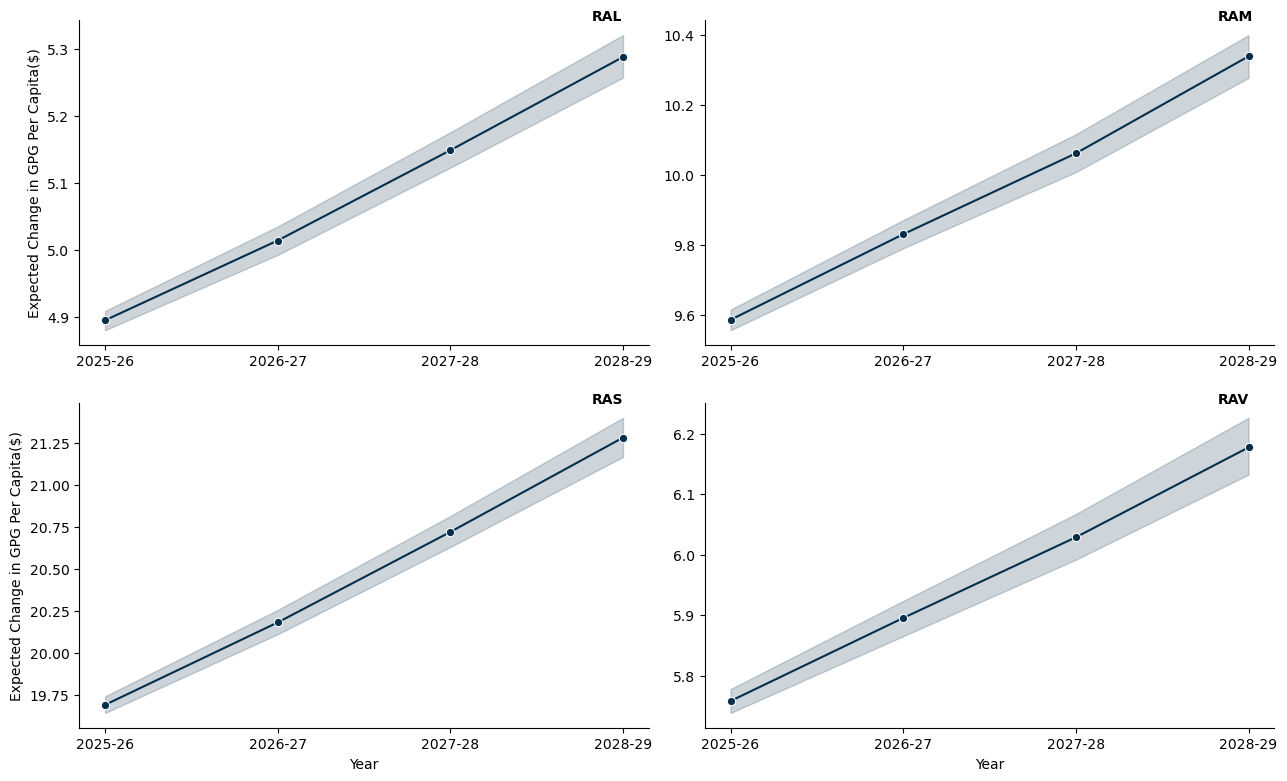 RAL
Expected Change in GPG Per Capita($)
5.3
5.2
5.1
5.0
4.9
2025-26 2026-27 2027-28 2028-29
RAM
10.4
10.2
10.0
9.8
9.6
2025-26 2026-27 2027-28 2028-29
RAS
Expected Change in GPG Per Capita($)
21.25
21.00
20.75
20.50
20.25
20.00
19.75
2025-26 2026-27 2027-28 2028-29
Year
RAV
6.2
6.1
6.0
5.9
5.8
2025-26 2026-27 2027-28 2028-29
Year